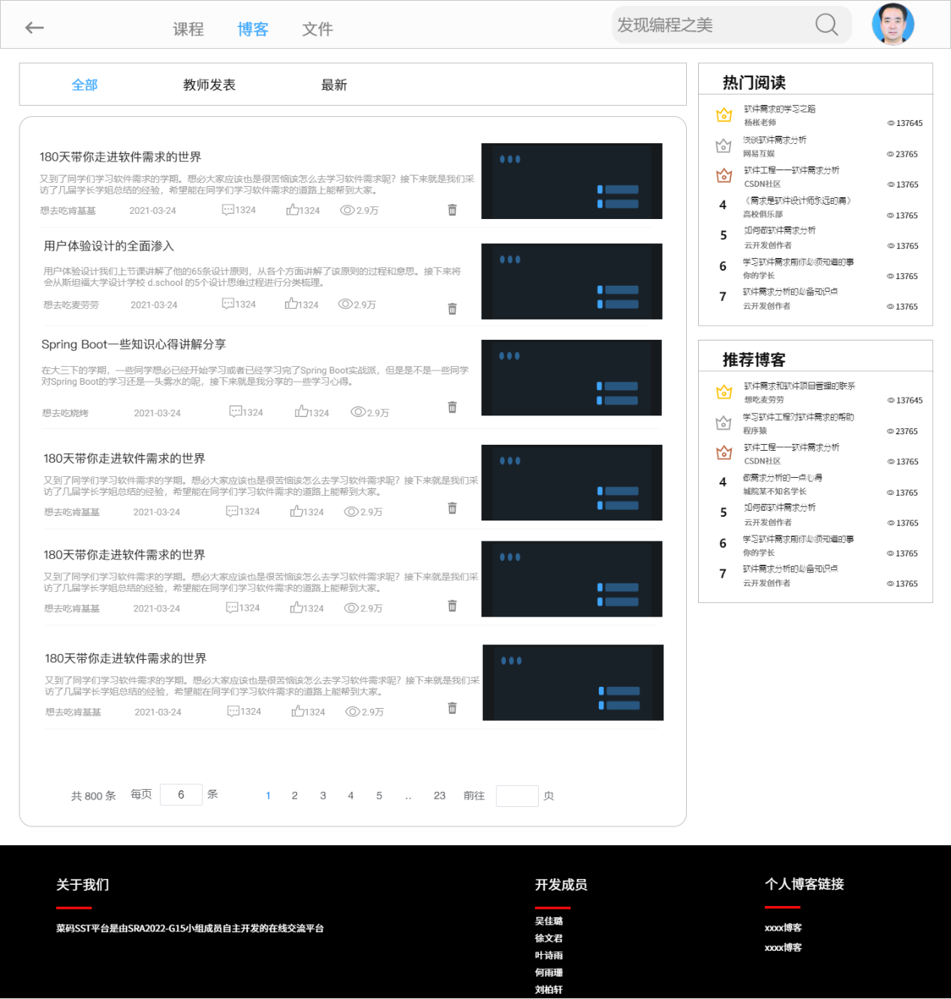 课程
博客
文件
发现编程之美
全部
教师发表
最新
180天带你走进软件需求的世界
又到了同学们学习软件需求的学期。想必大家应该也是很苦恼该怎么去学习软件需求呢？接下来就是我们采
访了几届学长学姐总结的经验，希望能在同学们学习软件需求的道路上能帮到大家。
想去吃肯基基 2021-03-24 1324 1324 2.9万
用户体验设计的全面渗入
用户体验设计我们上节课讲解了他的65条设计原则，从各个方面讲解了该原则的过程和意思。接下来将
会从斯坦福大学设计学校 d.school 的5个设计思维过程进行分类梳理。
想去吃麦劳劳 2021-03-24 1324 1324 2.9万
Spring Boot一些知识心得讲解分享
在大三下的学期，一些同学想必已经开始学习或者已经学习完了Spring Boot实战派，但是是不是一些同学
对Spring Boot的学习还是一头雾水的呢，接下来就是我分享的一些学习心得。
想去吃烧烤 2021-03-24 1324 1324 2.9万
180天带你走进软件需求的世界
又到了同学们学习软件需求的学期。想必大家应该也是很苦恼该怎么去学习软件需求呢？接下来就是我们采
访了几届学长学姐总结的经验，希望能在同学们学习软件需求的道路上能帮到大家。
想去吃肯基基 2021-03-24 1324 1324 2.9万
180天带你走进软件需求的世界
又到了同学们学习软件需求的学期。想必大家应该也是很苦恼该怎么去学习软件需求呢？接下来就是我们采
访了几届学长学姐总结的经验，希望能在同学们学习软件需求的道路上能帮到大家。
想去吃肯基基 2021-03-24 1324 1324 2.9万
180天带你走进软件需求的世界
又到了同学们学习软件需求的学期。想必大家应该也是很苦恼该怎么去学习软件需求呢？接下来就是我们采
访了几届学长学姐总结的经验，希望能在同学们学习软件需求的道路上能帮到大家。
想去吃肯基基 2021-03-24 1324 1324 2.9万
共 800 条 每页 6 条 1 2 3 4 5 .. 23 前往 页
热门阅读
软件需求的学习之路
杨枨老师 137645
浅谈软件需求分析
网易互娱 23765
软件工程——软件需求分析
CSDN社区 13765
4 《需求是软件设计师永远的痛》
高校俱乐部 13765
5 如何做软件需求分析
云开发创作者 13765
6 学习软件需求前你必须知道的事
你的学长 13765
7 软件需求分析的必备知识点
云开发创作者 13765
推荐博客
软件需求和软件项目管理的联系
想吃麦劳劳 137645
学习软件工程对软件需求的帮助
程序猿 23765
软件工程——软件需求分析
CSDN社区 13765
4 做需求分析的一点心得
城院某不知名学长 13765
5 如何做软件需求分析
云开发创作者 13765
6 学习软件需求前你必须知道的事
你的学长 13765
7 软件需求分析的必备知识点
云开发创作者 13765
关于我们
菜码SST平台是由SRA2022-G15小组成员自主开发的在线交流平台
开发成员
吴佳璐
徐文君
叶诗雨
何雨珊
刘柏轩
个人博客链接
xxxx博客
xxxx博客